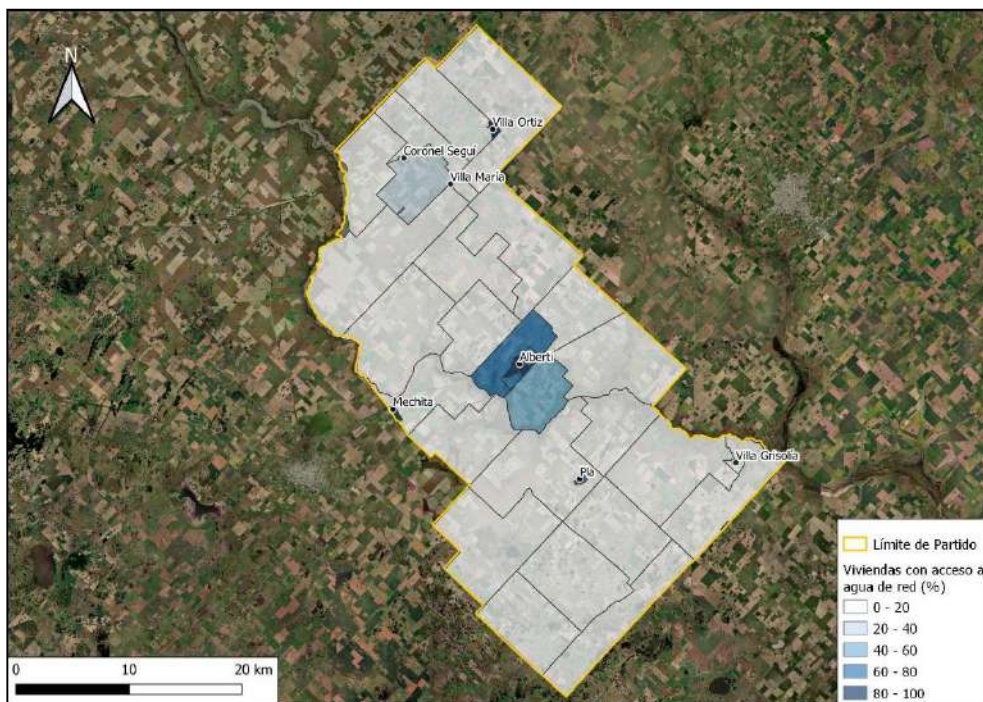 N
Villa Ortiz
Coronel Seguí
Villa María
Alberti
Mechita
Villa Grisolía
Pla
Límite de Partido
Viviendas con acceso a
agua de red (%)
0 - 20
20 - 40
40 - 60
60 - 80
80 - 100
0 10 20 km